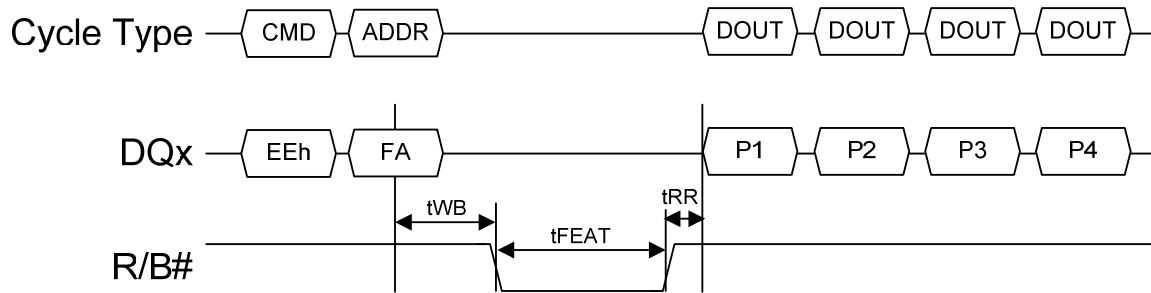 Cycle Type CMD ADDR DOUT DOUT DOUT DOUT
DQx EEh FA P1 P2 P3 P4
tWB tRR
tFEAT
R/B#